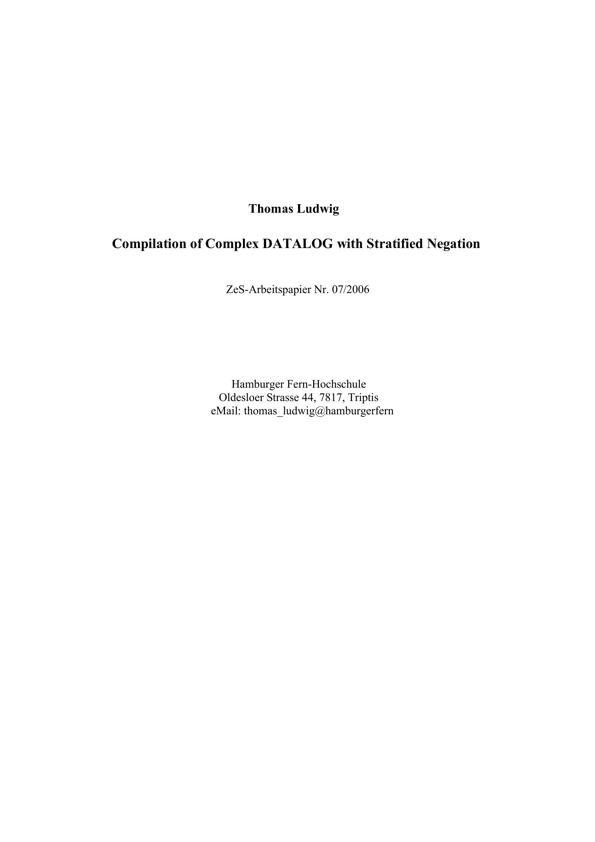 Thomas Ludwig
Compilation of Complex DATALOG with Stratified Negation
ZeS-Arbeitspapier Nr. 07/2006
Hamburger Fern-Hochschule
Oldesloer Strasse 44, 7817, Triptis
eMail: thomas_ludwig@hamburgerfern